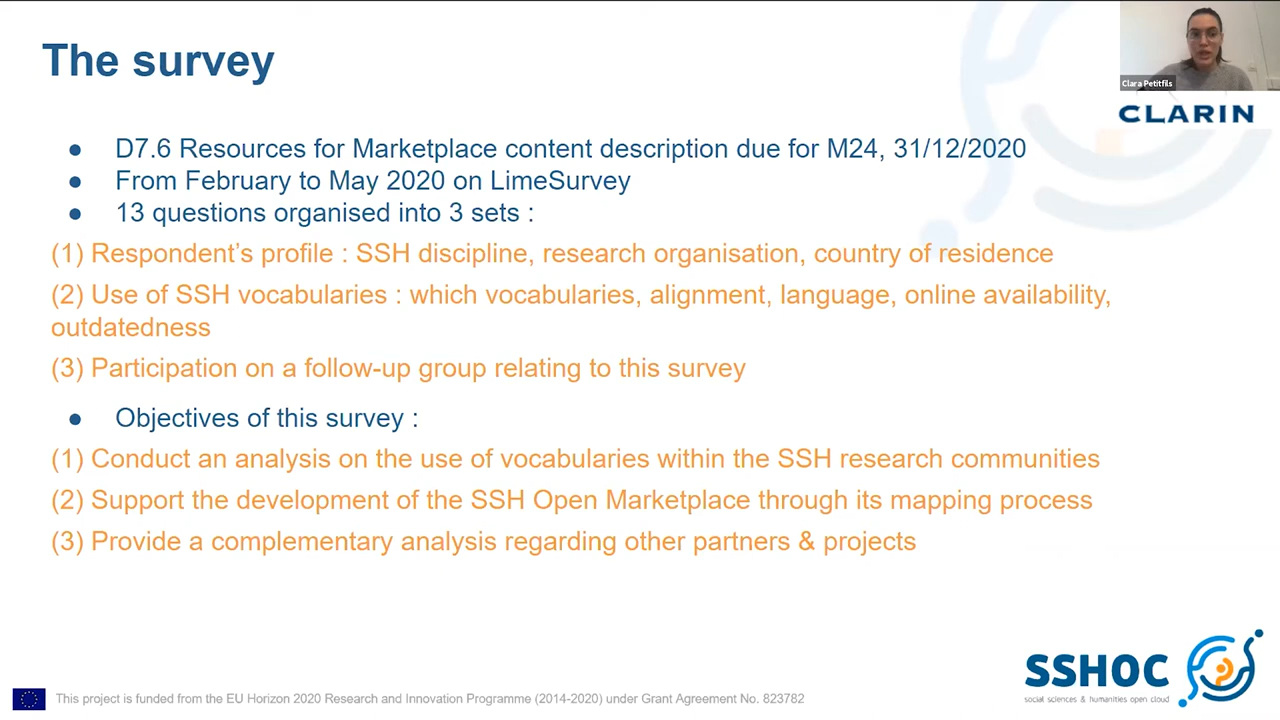 The survey
Clara Petitfils
CLARIN
● D7.6 Resources for Marketplace content description due for M24, 31/12/2020
● From February to May 2020 on LimeSurvey
● 13 questions organised into 3 sets :
(1) Respondent’s profile : SSH discipline, research organisation, country of residence
(2) Use of SSH vocabularies : which vocabularies, alignment, language, online availability,
outdatedness
(3) Participation on a follow-up group relating to this survey
● Objectives of this survey :
(1) Conduct an analysis on the use of vocabularies within the SSH research communities
(2) Support the development of the SSH Open Marketplace through its mapping process
(3) Provide a complementary analysis regarding other partners & projects
SSHOC
social sciences & humanities open cloud
This project is funded from the EU Horizon 2020 Research and Innovation Programme (2014-2020) under Grant Agreement No. 823782